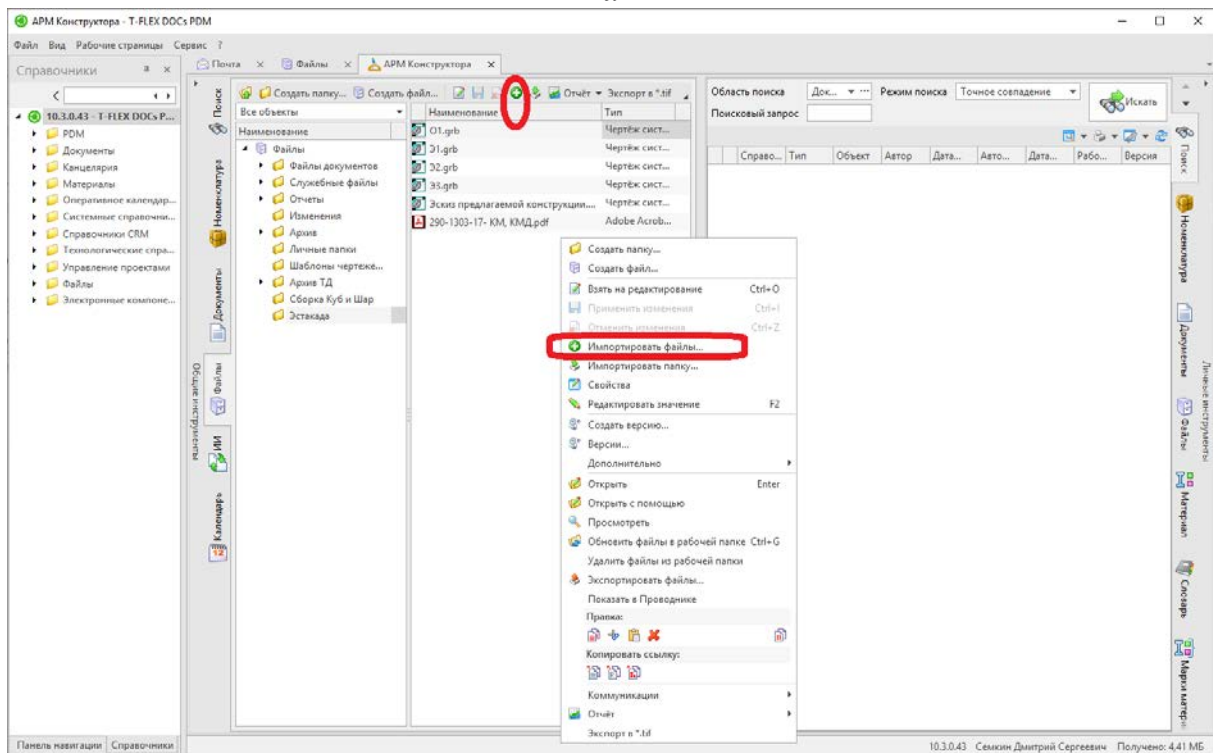 АРМ Конструктора - T-FLEX DOCs PDM
Файл Вид Рабочие страницы Сервис ?
Справочники
Почта Файлы АРМ Конструктора
10.3.0.43 - T-FLEX DOCs P...
PDM
Документы
Канцелярия
Материалы
Оперативное календар...
Системные справочни...
Справочники CRM
Технологические спра...
Управление проектами
Файлы
Электронные компоне...
Панель навигации Справочники
Общие инструменты
Поиск
Номенклатура
Документы
Файлы
ИИ
Календарь
12
Создать папку... Создать файл... Отчёт Экспорт в *.tif
Все объекты
Наименование
Файлы
Файлы документов
Служебные файлы
Отчеты
Изменения
Архив
Личные папки
Шаблоны чертеже...
Архив ТД
Сборка Куб и Шар
Эстакада
Наименование Тип
О1.grb Чертёж сист...
Э1.grb Чертёж сист...
Э2.grb Чертёж сист...
Э3.grb Чертёж сист...
Эскиз предлагаемой конструкции.... Чертёж сист...
290-1303-17- КМ, КМД.pdf Adobe Acrob...
Создать папку...
Создать файл...
Взять на редактирование Ctrl+O
Применить изменения Ctrl+I
Отменить изменения Ctrl+Z
Импортировать файлы...
Импортировать папку...
Свойства
Редактировать значение F2
Создать версию...
Версии...
Дополнительно
Открыть Enter
Открыть с помощью
Просмотреть
Обновить файлы в рабочей папке Ctrl+G
Удалить файлы из рабочей папки
Экспортировать файлы...
Показать в Проводнике
Правка:
Копировать ссылку:
Коммуникации
Отчёт
Экспорт в *.tif
Область поиска Док... Режим поиска Точное совпадение
Искать
Поисковый запрос
Справо... Тип Объект Автор Дата... Авто... Дата... Рабо... Версия
Поиск
Номенклатура
Документы
Файлы
Материал
Словарь
Марки матери
Личные инструменты
10.3.0.43 Семкин Дмитрий Сергеевич Получено: 4,41 МБ